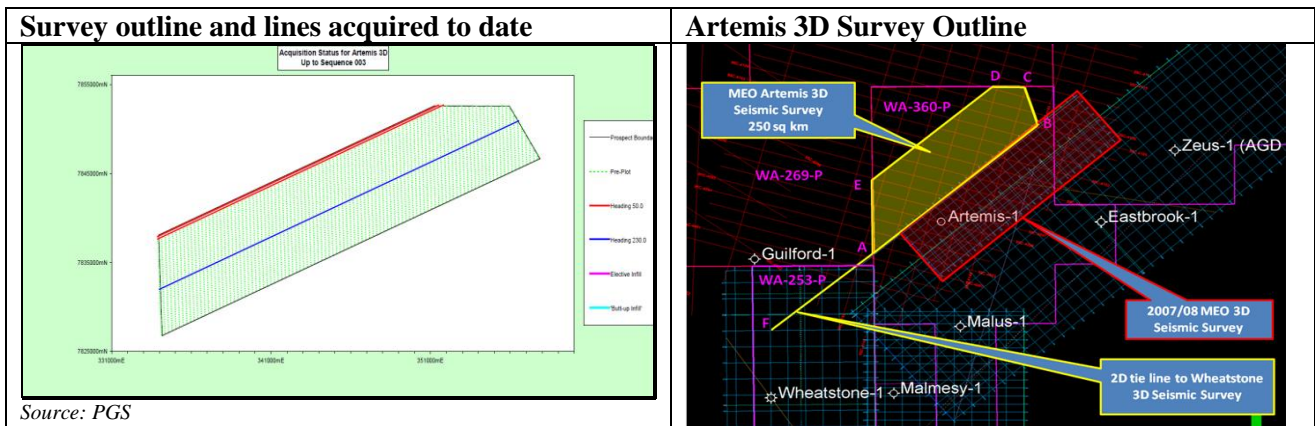 Survey outline and lines acquired to date
Artemis 3D Survey Outline
Acquisition Status for Artemis 3D
Up to Sequence 003
7855000mN
7845000mN
7835000mN
7825000mN
331000mE
341000mE
351000mE
Prospect Bounda
Pre-Plot
Heading 50.0
Heading 230.0
Elective Infill
Source: PGS
MEO Artemis 3D
Seismic Survey
250 sq km
WA-360-P
D
C
B
E
A
F
WA-269-P
Zeus-1 (AGD
Artemis-1
Eastbrook-1
Guilford-1
WA-253-P
Malus-1
2007/08 MEO 3D
Seismic Survey
Wheatstone-1
Malmesy-1
2D tie line to Wheatstone
3D Seismic Survey